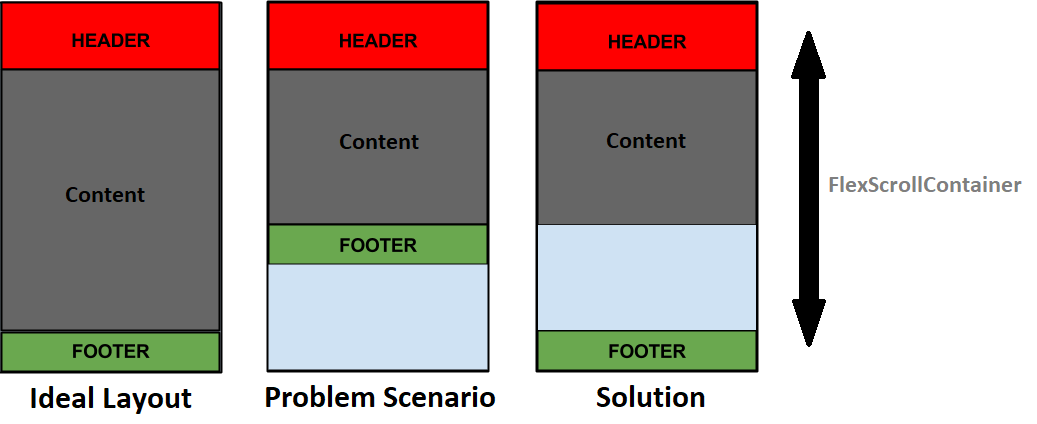 HEADER
Content
FOOTER
Ideal Layout
HEADER
Content
FOOTER
Problem Scenario
HEADER
Content
FOOTER
Solution
FlexScrollContainer